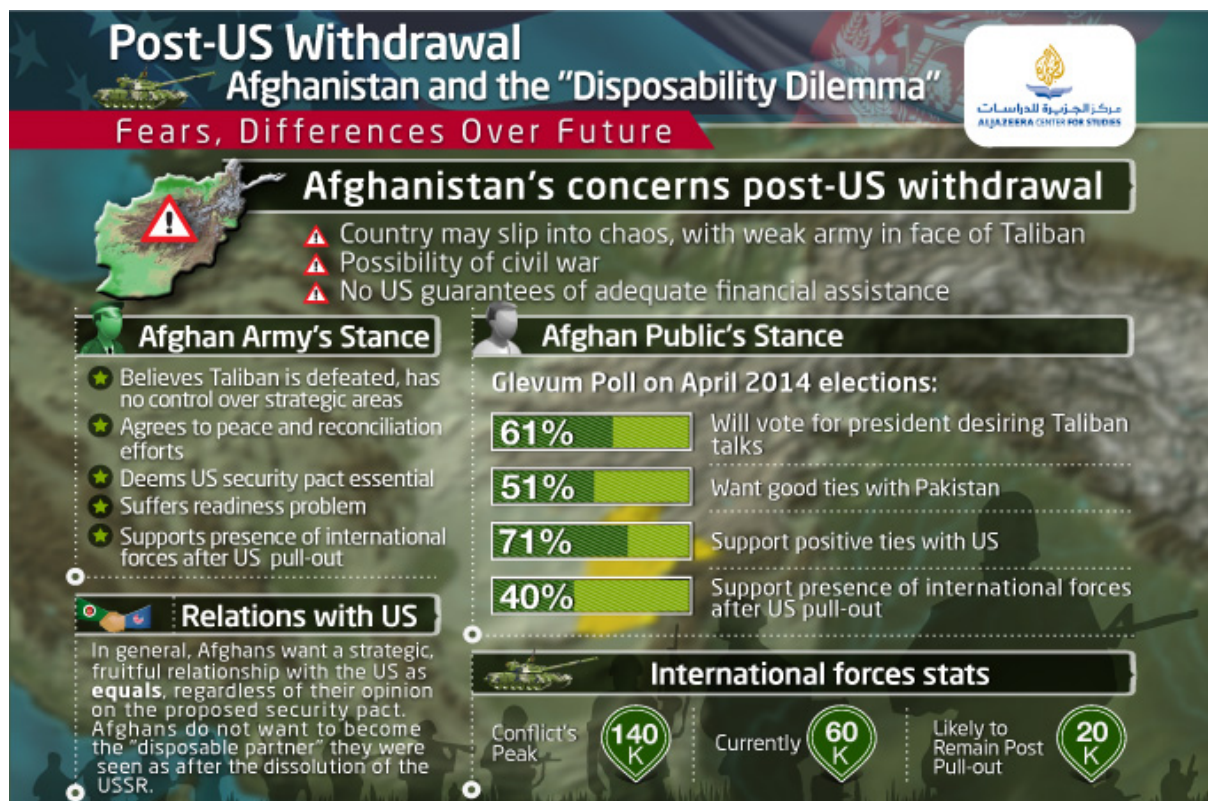 Post-US Withdrawal
Afghanistan and the "Disposability Dilemma"
Fears, Differences Over Future
مركز الجزيرة للدراسات
ALJAZEERA CENTER FOR STUDIES
Afghanistan's concerns post-US withdrawal
Country may slip into chaos, with weak army in face of Taliban
Possibility of civil war
No US guarantees of adequate financial assistance
Afghan Army's Stance
Believes Taliban is defeated, has
no control over strategic areas
Agrees to peace and reconciliation
efforts
Deems US security pact essential
Suffers readiness problem
Supports presence of international
forces after US pull-out
Relations with US
In general, Afghans want a strategic,
fruitful relationship with the US as
equals, regardless of their opinion
on the proposed security pact.
Afghans do not want to become
the "disposable partner" they were
seen as after the dissolution of the
USSR.
Afghan Public's Stance
Glevum Poll on April 2014 elections:
61%
Will vote for president desiring Taliban
talks
51%
Want good ties with Pakistan
71%
Support positive ties with US
40%
Support presence of international forces
after US pull-out
International forces stats
Conflict's
Peak
140
K
Currently
60
K
Likely to
Remain Post
Pull-out
20
K